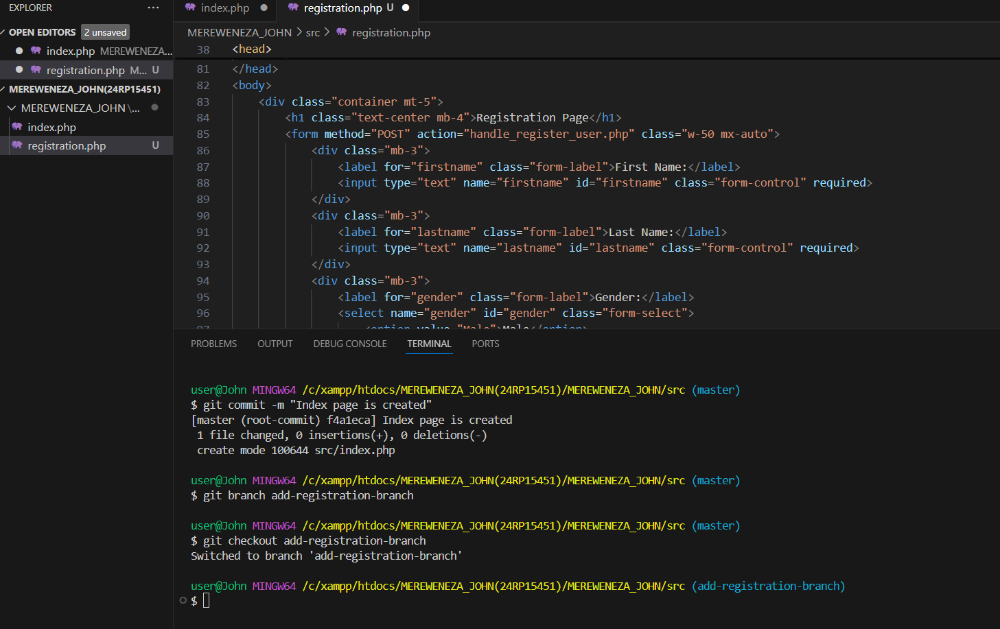 EXPLORER ...
OPEN EDITORS 2 unsaved
index.php MEREWENEZA...
registration.php M... U
MEREWENEZA_JOHN(24RP15451)
MEREWENEZA_JOHN\...
index.php
registration.php U
index.php
registration.php U
MEREWENEZA_JOHN > src > registration.php
38 <head>
81 </head>
82 <body>
83 <div class="container mt-5">
84 <h1 class="text-center mb-4">Registration Page</h1>
85 <form method="POST" action="handle_register_user.php" class="w-50 mx-auto">
86 <div class="mb-3">
87 <label for="firstname" class="form-label">First Name:</label>
88 <input type="text" name="firstname" id="firstname" class="form-control" required>
89 </div>
90 <div class="mb-3">
91 <label for="lastname" class="form-label">Last Name:</label>
92 <input type="text" name="lastname" id="lastname" class="form-control" required>
93 </div>
94 <div class="mb-3">
95 <label for="gender" class="form-label">Gender:</label>
96 <select name="gender" id="gender" class="form-select">
97 <option value="Male">Male</option>
PROBLEMS OUTPUT DEBUG CONSOLE TERMINAL PORTS
user@John MINGW64 /c/xampp/htdocs/MEREWENEZA_JOHN(24RP15451)/MEREWENEZA_JOHN/src (master)
$ git commit -m "Index page is created"
[master (root-commit) f4a1eca] Index page is created
1 file changed, 0 insertions(+), 0 deletions(-)
create mode 100644 src/index.php
user@John MINGW64 /c/xampp/htdocs/MEREWENEZA_JOHN(24RP15451)/MEREWENEZA_JOHN/src (master)
$ git branch add-registration-branch
user@John MINGW64 /c/xampp/htdocs/MEREWENEZA_JOHN(24RP15451)/MEREWENEZA_JOHN/src (master)
$ git checkout add-registration-branch
Switched to branch 'add-registration-branch'
user@John MINGW64 /c/xampp/htdocs/MEREWENEZA_JOHN(24RP15451)/MEREWENEZA_JOHN/src (add-registration-branch)
$